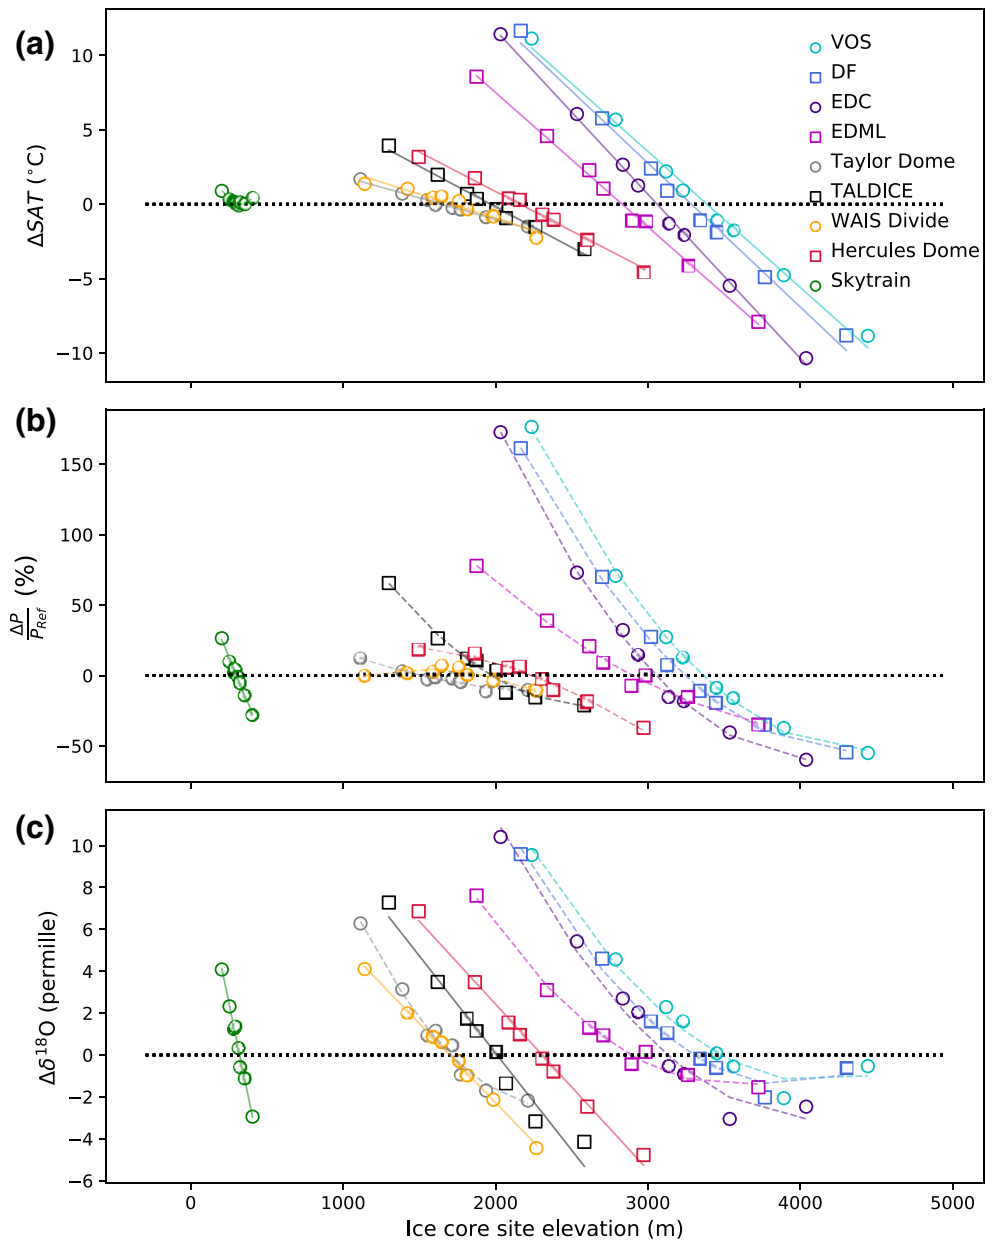 (a)
10
5
0
−5
−10
ΔSAT (°C)
VOS
DF
EDC
EDML
Taylor Dome
TALDICE
WAIS Divide
Hercules Dome
Skytrain
(b)
150
100
50
0
−50
ΔP/P_Ref (%)
(c)
10
8
6
4
2
0
−2
−4
−6
Δδ¹⁸O (permille)
0 1000 2000 3000 4000 5000
Ice core site elevation (m)